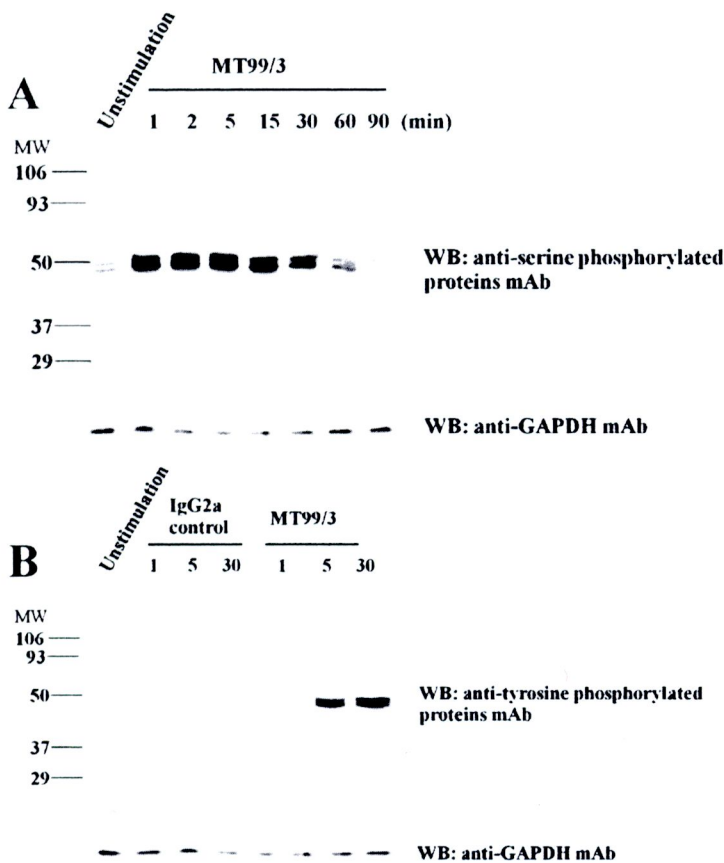 A
Unstimulation
MT99/3
1 2 5 15 30 60 90 (min)
MW
106
93
50
37
29
WB: anti-serine phosphorylated
proteins mAb
WB: anti-GAPDH mAb
B
Unstimulation
IgG2a
control
MT99/3
1 5 30 1 5 30
MW
106
93
50
37
29
WB: anti-tyrosine phosphorylated
proteins mAb
WB: anti-GAPDH mAb